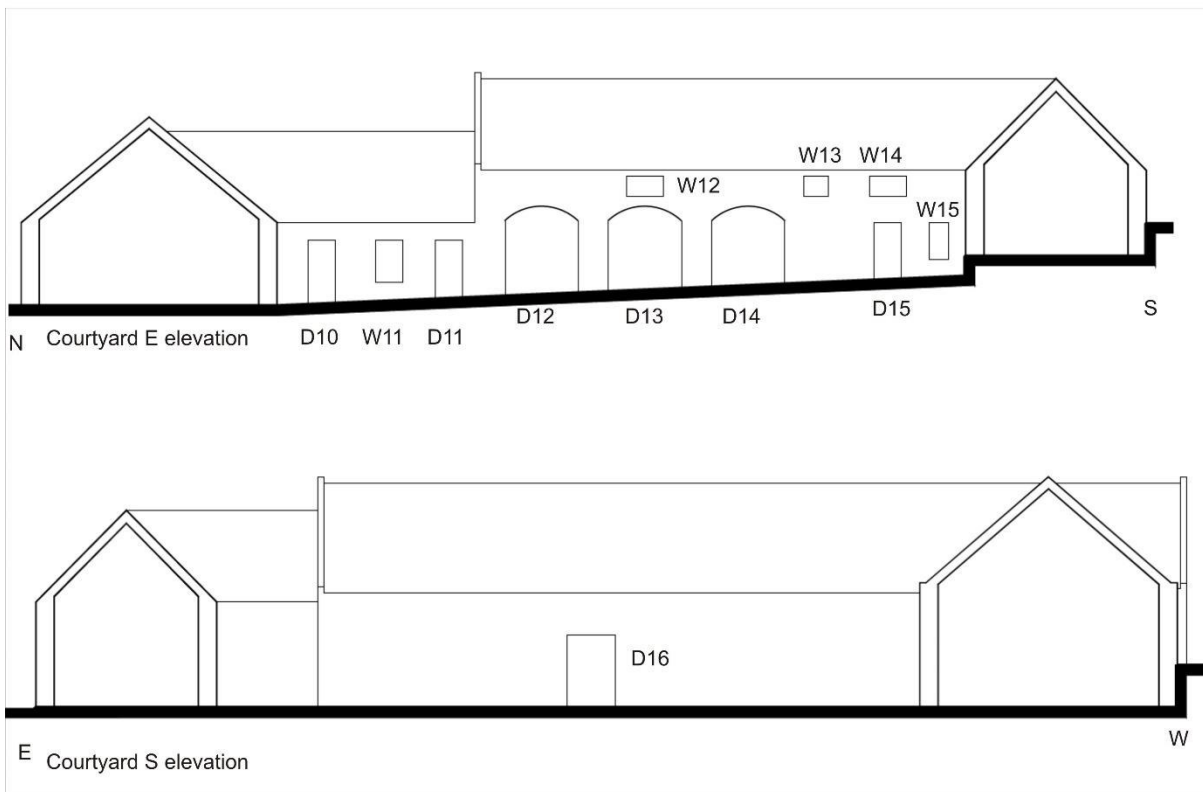 W13 W14
W12
W15
D12 D13 D14 D15 S
N Courtyard E elevation D10 W11 D11
D16
E Courtyard S elevation W